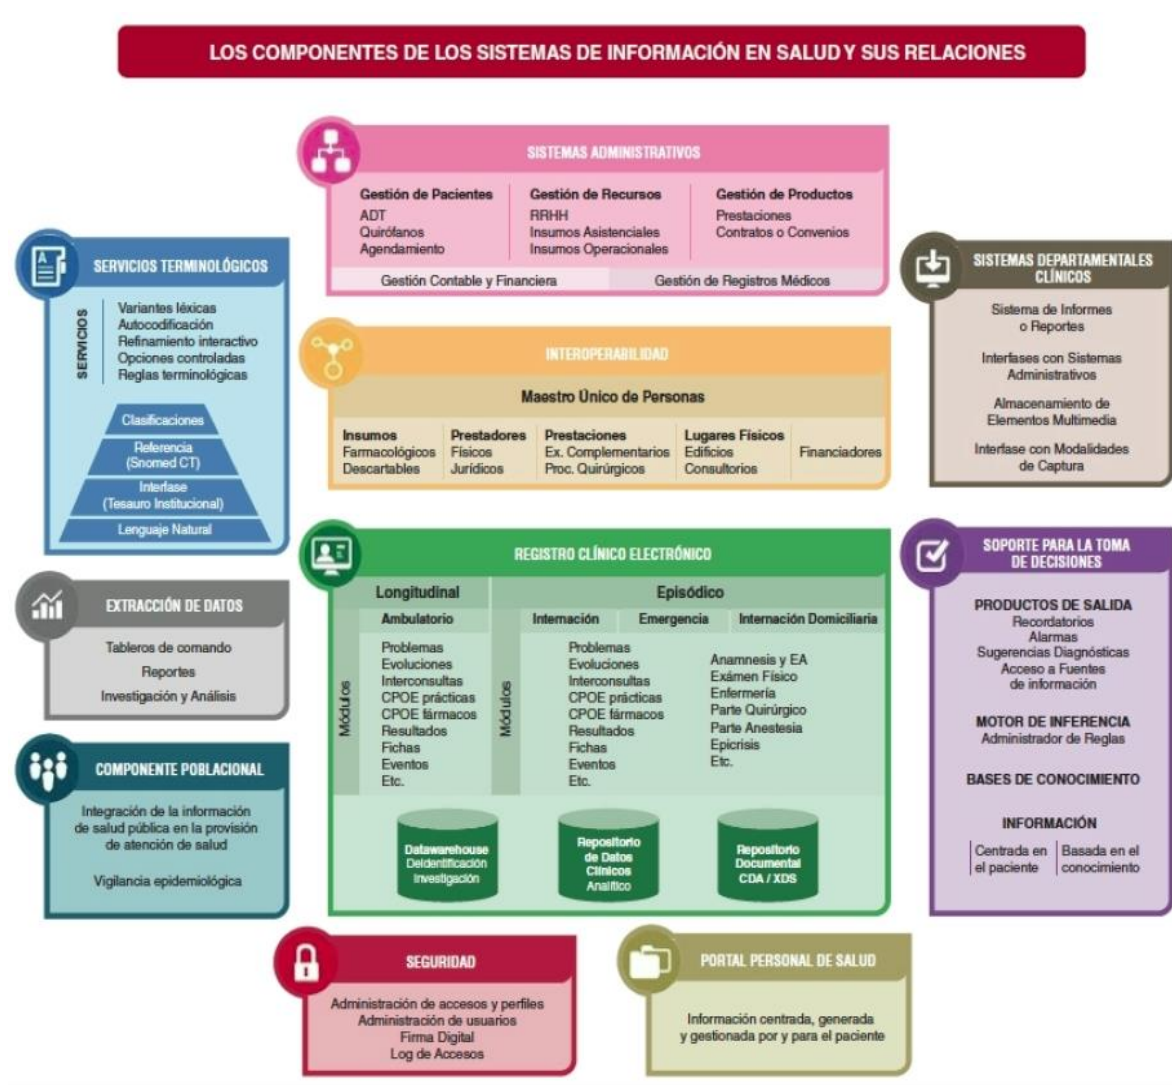 LOS COMPONENTES DE LOS SISTEMAS DE INFORMACIÓN EN SALUD Y SUS RELACIONES
SISTEMAS ADMINISTRATIVOS
Gestión de Pacientes
ADT
Quirófanos
Agendamiento
Gestión de Recursos
RRHH
Insumos Asistenciales
Insumos Operacionales
Gestión de Productos
Prestaciones
Contratos o Convenios
Gestión Contable y Financiera
Gestión de Registros Médicos
SERVICIOS TERMINOLÓGICOS
SERVICIOS
Variantes léxicas
Autocodificación
Refinamiento interactivo
Opciones controladas
Reglas terminológicas
Clasificaciones
Referencia
(Snomed CT)
Interfase
(Tesauro Institucional)
Lenguaje Natural
INTEROPERABILIDAD
Maestro Único de Personas
Insumos
Farmacológicos
Descartables
Prestadores
Físicos
Jurídicos
Prestaciones
Ex. Complementarios
Proc. Quirúrgicos
Lugares Físicos
Edificios
Consultorios
Financiadores
SISTEMAS DEPARTAMENTALES
CLÍNICOS
Sistema de Informes
o Reportes
Interfases con Sistemas
Administrativos
Almacenamiento de
Elementos Multimedia
Interfase con Modalidades
de Captura
EXTRACCIÓN DE DATOS
Tableros de comando
Reportes
Investigación y Análisis
REGISTRO CLÍNICO ELECTRÓNICO
Longitudinal
Ambulatorio
Módulos
Problemas
Evoluciones
Interconsultas
CPOE prácticas
CPOE fármacos
Resultados
Fichas
Eventos
Etc.
Episódico
Internación
Emergencia
Internación Domiciliaria
Módulos
Problemas
Evoluciones
Interconsultas
CPOE prácticas
CPOE fármacos
Resultados
Fichas
Eventos
Etc.
Anamnesis y EA
Exámen Físico
Enfermería
Parte Quirúrgico
Parte Anestesia
Epicrisis
Etc.
Datawarehouse
Deidentificación
Investigación
Repositorio
de Datos
Clínicos
Analítico
Repositorio
Documental
CDA / XDS
SOPORTE PARA LA TOMA
DE DECISIONES
PRODUCTOS DE SALIDA
Recordatorios
Alarmas
Sugerencias Diagnósticas
Acceso a Fuentes
de información
MOTOR DE INFERENCIA
Administrador de Reglas
BASES DE CONOCIMIENTO
INFORMACIÓN
Centrada en
el paciente
Basada en el
conocimiento
COMPONENTE POBLACIONAL
Integración de la información
de salud pública en la provisión
de atención de salud
Vigilancia epidemiológica
SEGURIDAD
Administración de accesos y perfiles
Administración de usuarios
Firma Digital
Log de Accesos
PORTAL PERSONAL DE SALUD
Información centrada, generada
y gestionada por y para el paciente